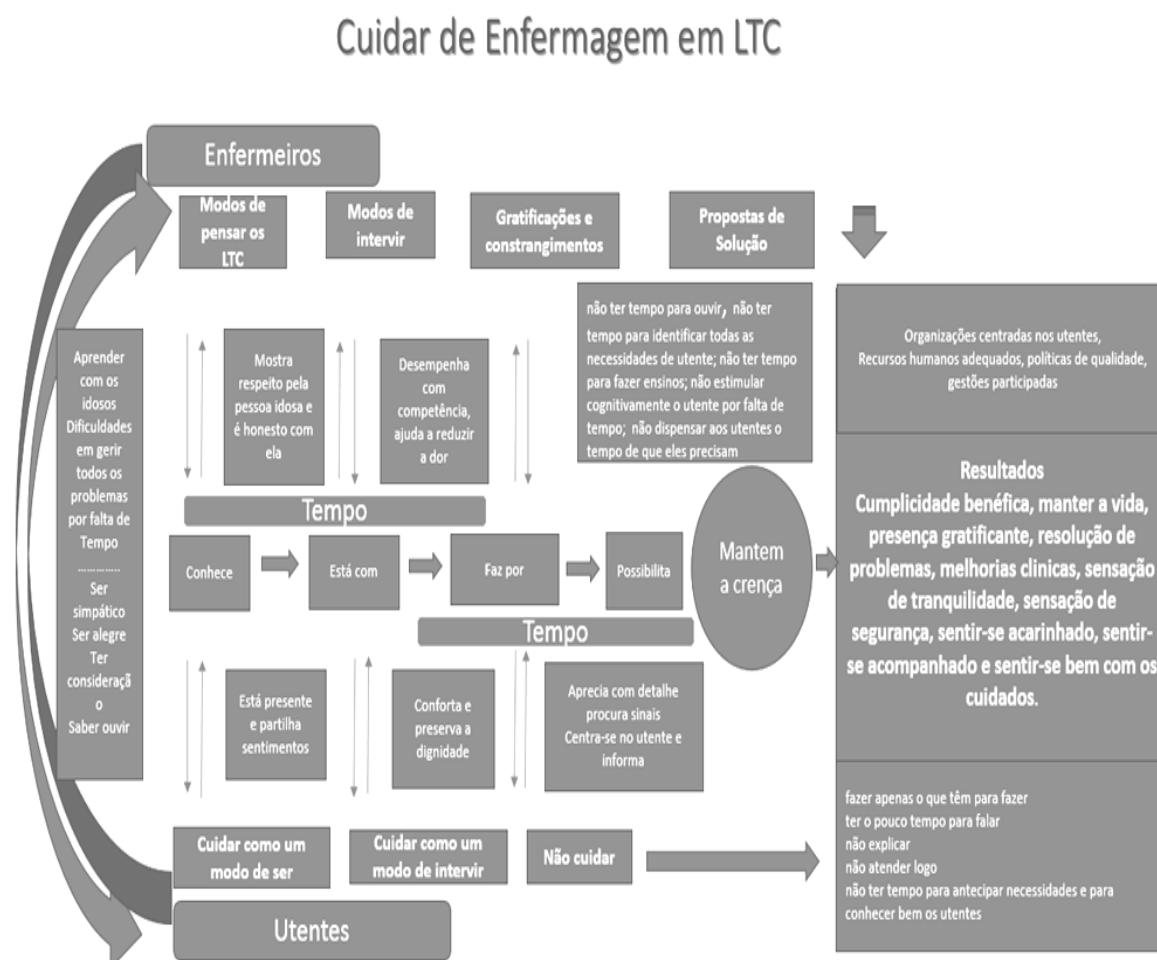 Cuidar de Enfermagem em LTC
Enfermeiros
Modos de
pensar os
LTC
Modos de
intervir
Gratificações e
constrangimentos
Propostas de
Solução
Aprender
com os
idosos
Dificuldades
em gerir
todos os
problemas
por falta de
Tempo
.............
Ser
simpático
Ser alegre
Ter
consideraçã
o
Saber ouvir
Mostra
respeito pela
pessoa idosa e
é honesto com
ela
Desempenha
com
competência,
ajuda a reduzir
a dor
não ter tempo para ouvir, não ter
tempo para identificar todas as
necessidades de utente; não ter tempo
para fazer ensinos; não estimular
cognitivamente o utente por falta de
tempo; não dispensar aos utentes o
tempo de que eles precisam
Organizações centradas nos utentes,
Recursos humanos adequados, políticas de qualidade,
gestões participadas
Tempo
Conhece
Está com
Faz por
Possibilita
Mantem
a crença
Tempo
Resultados
Cumplicidade benéfica, manter a vida,
presença gratificante, resolução de
problemas, melhorias clinicas, sensação
de tranquilidade, sensação de
segurança, sentir-se acarinhado, sentir-
se acompanhado e sentir-se bem com os
cuidados.
Está presente
e partilha
sentimentos
Conforta e
preserva a
dignidade
Aprecia com detalhe
procura sinais
Centra-se no utente e
informa
fazer apenas o que têm para fazer
ter o pouco tempo para falar
não explicar
não atender logo
não ter tempo para antecipar necessidades e para
conhecer bem os utentes
Cuidar como um
modo de ser
Cuidar como um
modo de intervir
Não cuidar
Utentes